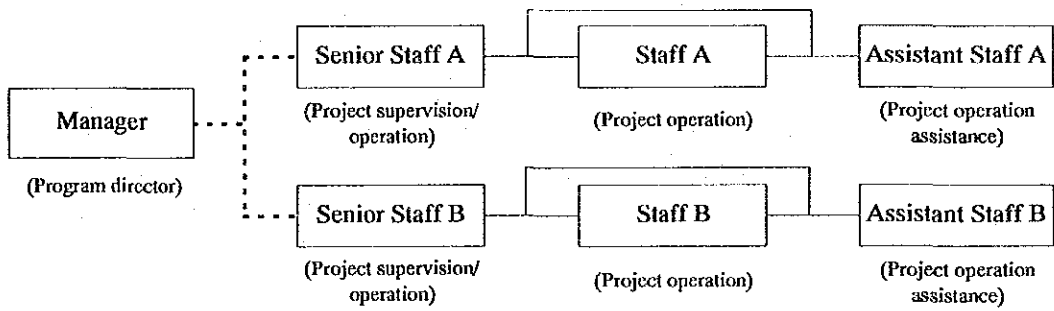 Senior Staff A
Staff A
Assistant Staff A
(Project supervision/
operation)
(Project operation)
(Project operation
assistance)
Manager
(Program director)
Senior Staff B
Staff B
Assistant Staff B
(Project supervision/
operation)
(Project operation)
(Project operation
assistance)